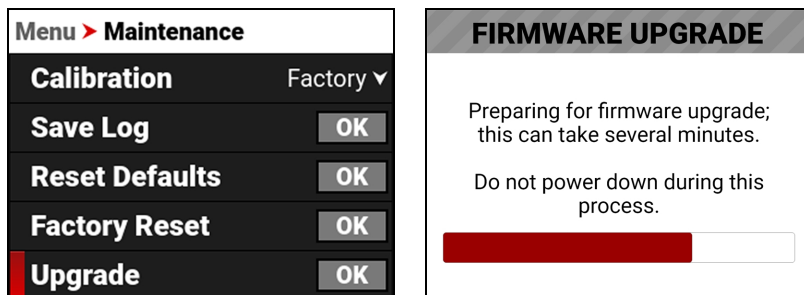 Menu > Maintenance
Calibration Factory
Save Log OK
Reset Defaults OK
Factory Reset OK
Upgrade OK
FIRMWARE UPGRADE
Preparing for firmware upgrade;
this can take several minutes.
Do not power down during this
process.